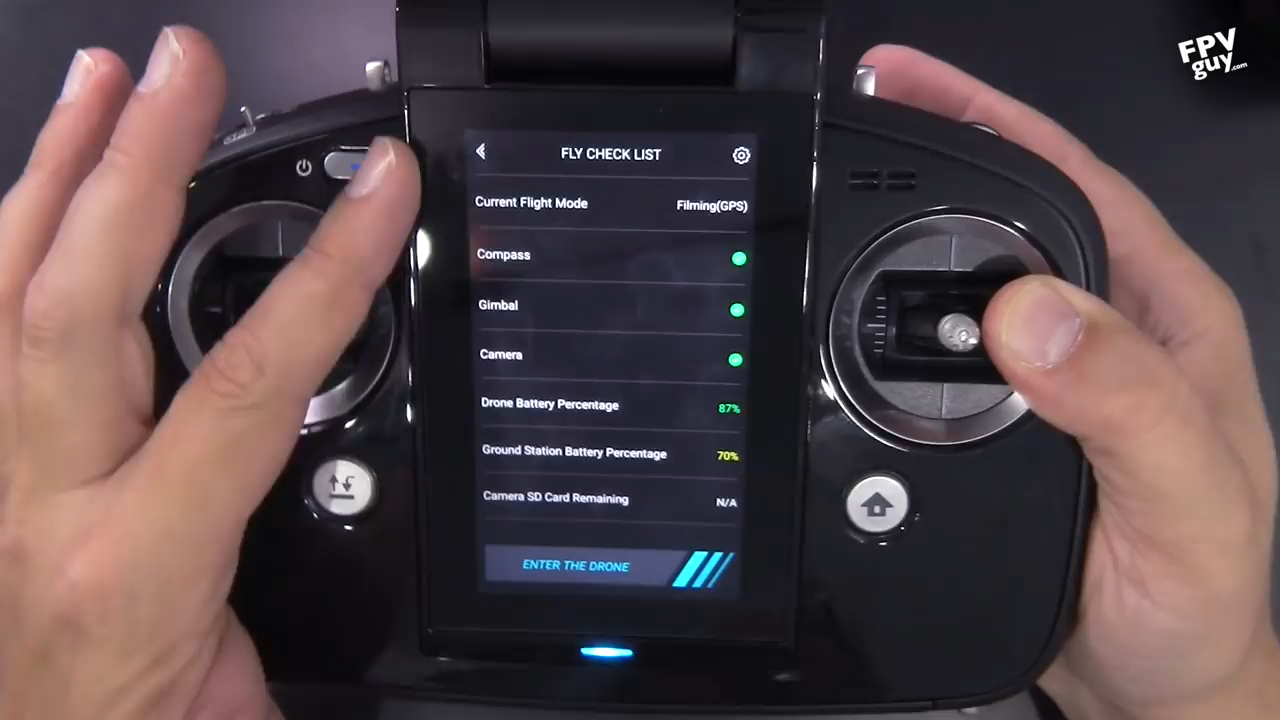 FPV
guy.com
FLY CHECK LIST
Current Flight Mode Filming(GPS)
Compass
Gimbal
Camera
Drone Battery Percentage 87%
Ground Station Battery Percentage 70%
Camera SD Card Remaining N/A
ENTER THE DRONE